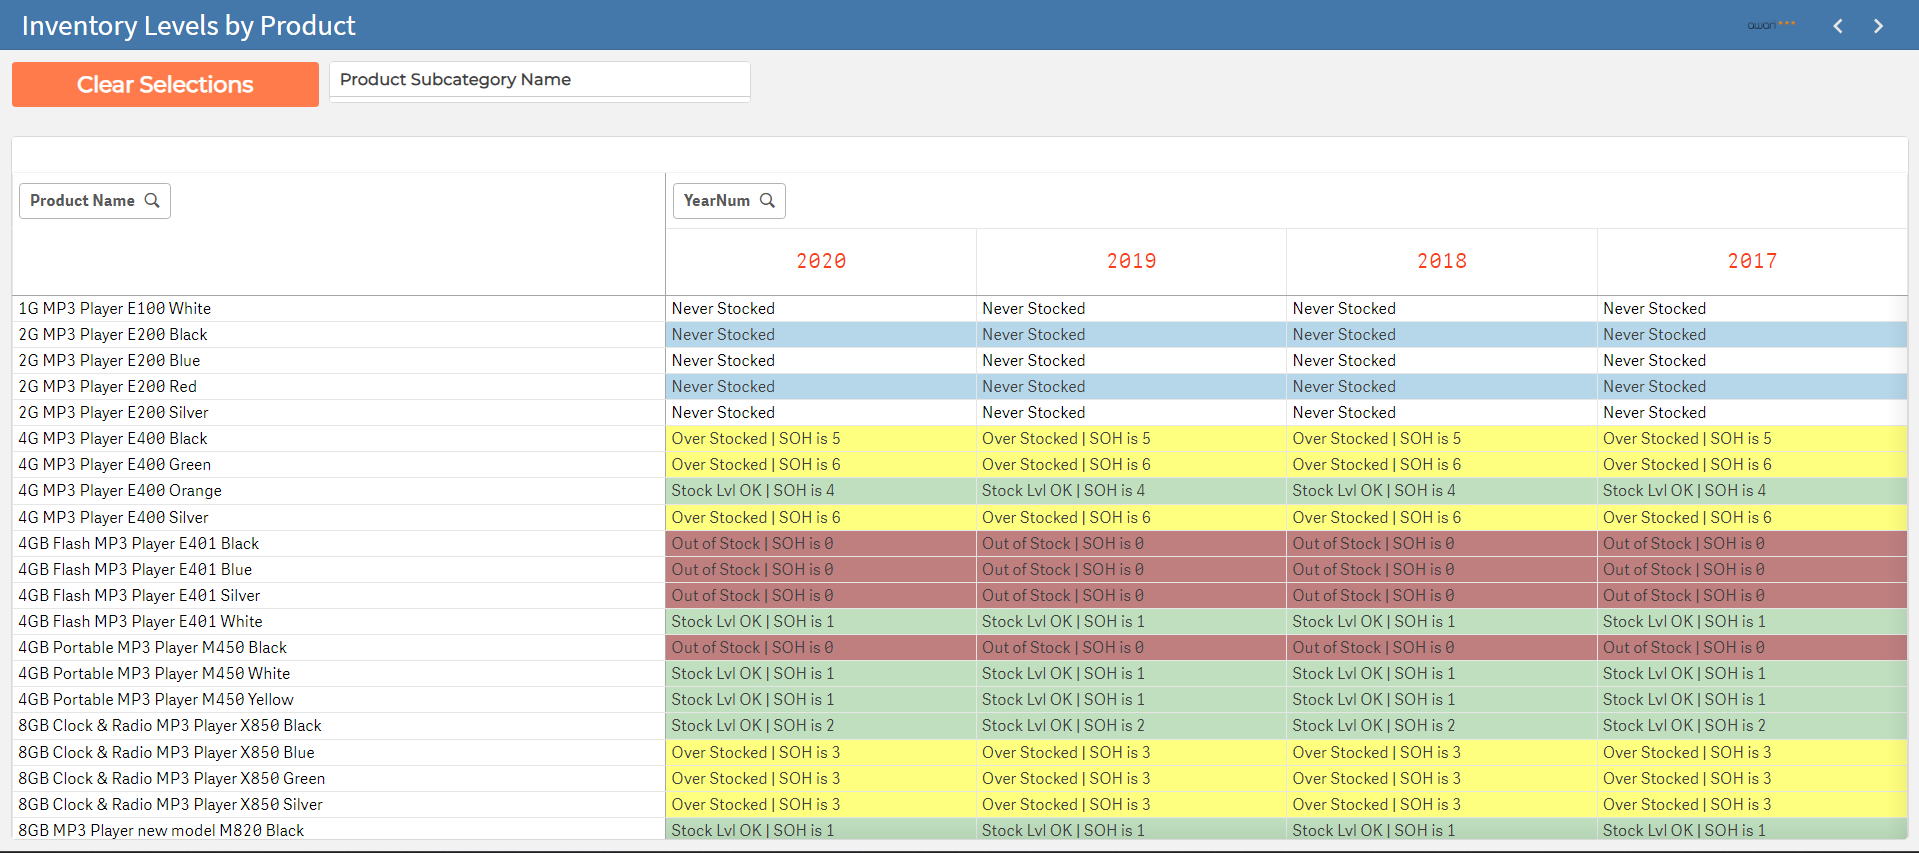 Inventory Levels by Product
awari
Clear Selections
Product Subcategory Name
Product Name
YearNum
2020 2019 2018 2017
1G MP3 Player E100 White Never Stocked Never Stocked Never Stocked Never Stocked
2G MP3 Player E200 Black Never Stocked Never Stocked Never Stocked Never Stocked
2G MP3 Player E200 Blue Never Stocked Never Stocked Never Stocked Never Stocked
2G MP3 Player E200 Red Never Stocked Never Stocked Never Stocked Never Stocked
2G MP3 Player E200 Silver Never Stocked Never Stocked Never Stocked Never Stocked
4G MP3 Player E400 Black Over Stocked | SOH is 5 Over Stocked | SOH is 5 Over Stocked | SOH is 5 Over Stocked | SOH is 5
4G MP3 Player E400 Green Over Stocked | SOH is 6 Over Stocked | SOH is 6 Over Stocked | SOH is 6 Over Stocked | SOH is 6
4G MP3 Player E400 Orange Stock Lvl OK | SOH is 4 Stock Lvl OK | SOH is 4 Stock Lvl OK | SOH is 4 Stock Lvl OK | SOH is 4
4G MP3 Player E400 Silver Over Stocked | SOH is 6 Over Stocked | SOH is 6 Over Stocked | SOH is 6 Over Stocked | SOH is 6
4GB Flash MP3 Player E401 Black Out of Stock | SOH is 0 Out of Stock | SOH is 0 Out of Stock | SOH is 0 Out of Stock | SOH is 0
4GB Flash MP3 Player E401 Blue Out of Stock | SOH is 0 Out of Stock | SOH is 0 Out of Stock | SOH is 0 Out of Stock | SOH is 0
4GB Flash MP3 Player E401 Silver Out of Stock | SOH is 0 Out of Stock | SOH is 0 Out of Stock | SOH is 0 Out of Stock | SOH is 0
4GB Flash MP3 Player E401 White Stock Lvl OK | SOH is 1 Stock Lvl OK | SOH is 1 Stock Lvl OK | SOH is 1 Stock Lvl OK | SOH is 1
4GB Portable MP3 Player M450 Black Out of Stock | SOH is 0 Out of Stock | SOH is 0 Out of Stock | SOH is 0 Out of Stock | SOH is 0
4GB Portable MP3 Player M450 White Stock Lvl OK | SOH is 1 Stock Lvl OK | SOH is 1 Stock Lvl OK | SOH is 1 Stock Lvl OK | SOH is 1
4GB Portable MP3 Player M450 Yellow Stock Lvl OK | SOH is 1 Stock Lvl OK | SOH is 1 Stock Lvl OK | SOH is 1 Stock Lvl OK | SOH is 1
8GB Clock & Radio MP3 Player X850 Black Stock Lvl OK | SOH is 2 Stock Lvl OK | SOH is 2 Stock Lvl OK | SOH is 2 Stock Lvl OK | SOH is 2
8GB Clock & Radio MP3 Player X850 Blue Over Stocked | SOH is 3 Over Stocked | SOH is 3 Over Stocked | SOH is 3 Over Stocked | SOH is 3
8GB Clock & Radio MP3 Player X850 Green Over Stocked | SOH is 3 Over Stocked | SOH is 3 Over Stocked | SOH is 3 Over Stocked | SOH is 3
8GB Clock & Radio MP3 Player X850 Silver Over Stocked | SOH is 3 Over Stocked | SOH is 3 Over Stocked | SOH is 3 Over Stocked | SOH is 3
8GB MP3 Player new model M820 Black Stock Lvl OK | SOH is 1 Stock Lvl OK | SOH is 1 Stock Lvl OK | SOH is 1 Stock Lvl OK | SOH is 1